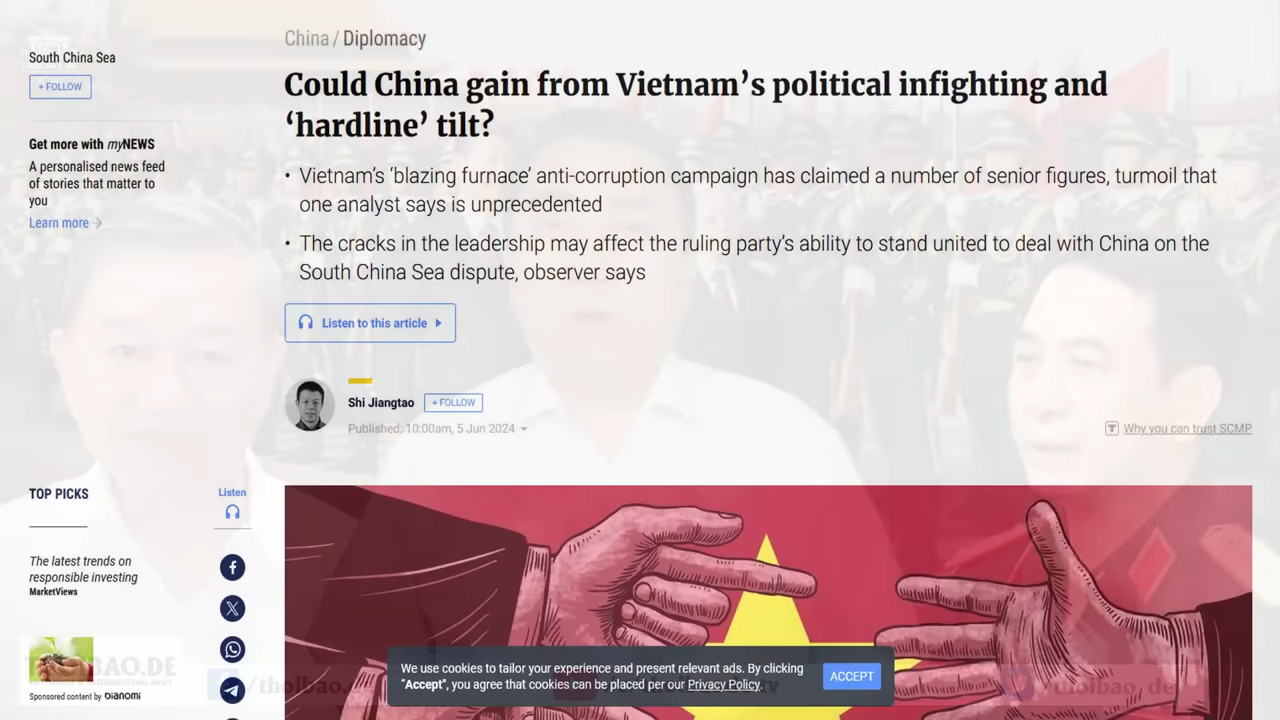 China / Diplomacy
Could China gain from Vietnam’s political infighting and
‘hardline’ tilt?
• Vietnam’s ‘blazing furnace’ anti-corruption campaign has claimed a number of senior figures, turmoil that
one analyst says is unprecedented
• The cracks in the leadership may affect the ruling party’s ability to stand united to deal with China on the
South China Sea dispute, observer says
Listen to this article
Shi Jiangtao
+ FOLLOW
Published: 10:00am, 5 Jun 2024
Why you can trust SCMP
South China Sea
+ FOLLOW
Get more with myNEWS
A personalised news feed
of stories that matter to
you
Learn more
TOP PICKS
Listen
The latest trends on
responsible investing
MarketViews
Sponsored content by DIANOMI
We use cookies to tailor your experience and present relevant ads. By clicking
"Accept", you agree that cookies can be placed per our Privacy Policy.
ACCEPT